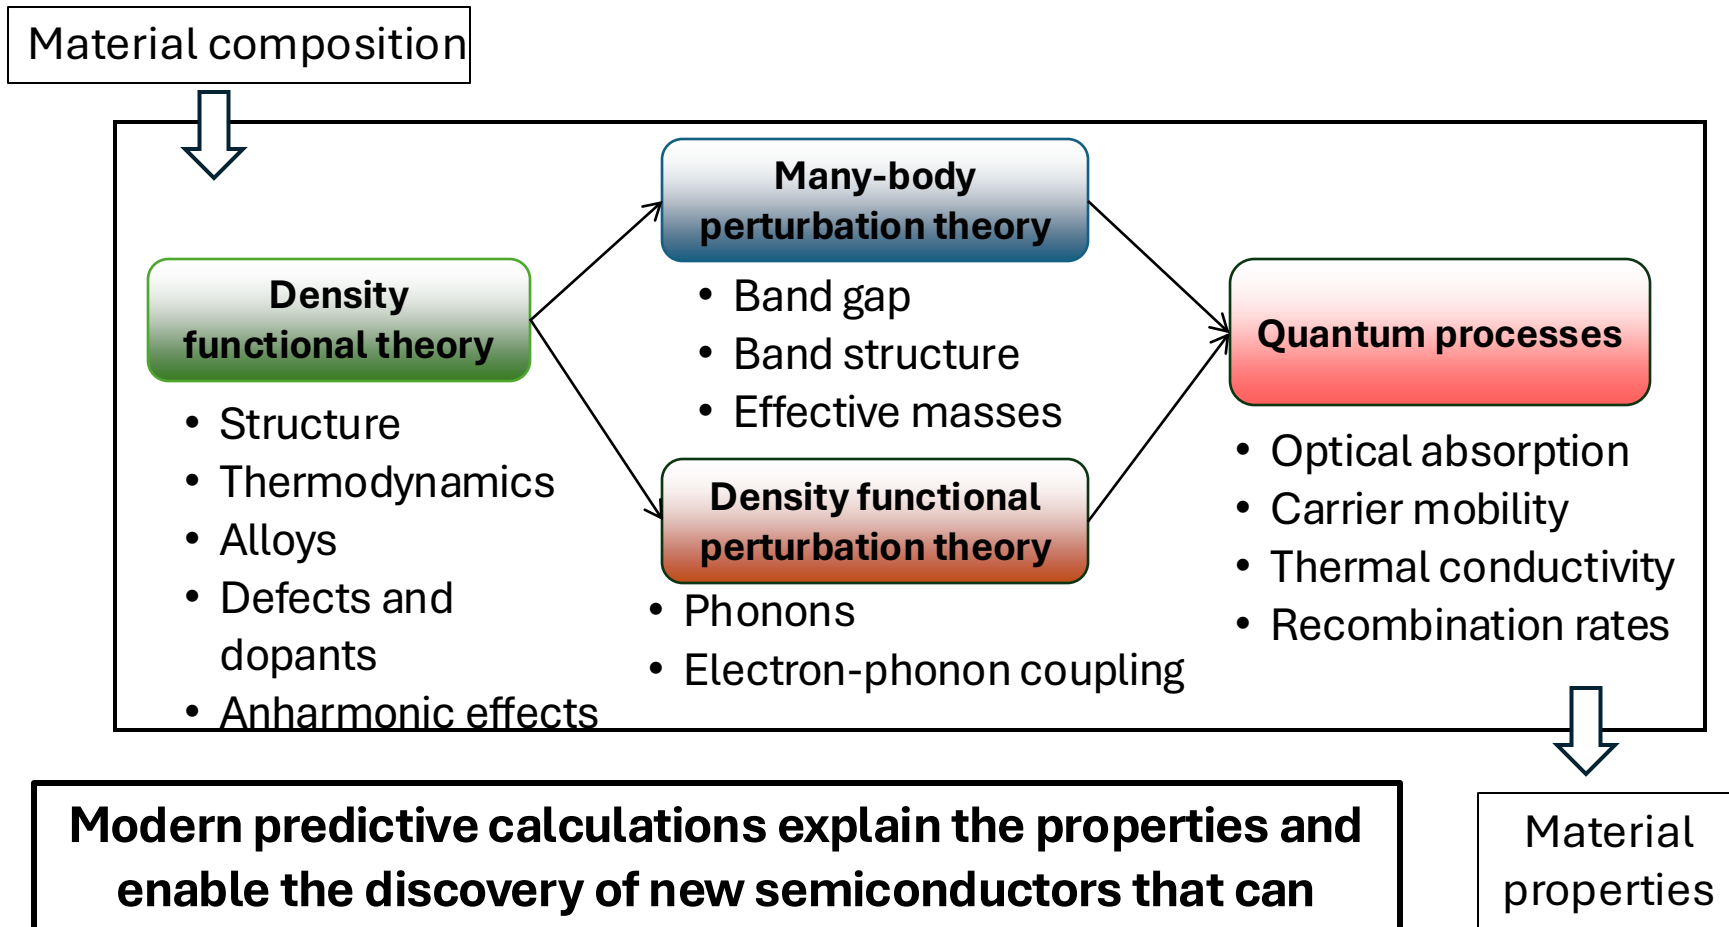 Material composition
Density
functional theory
• Structure
• Thermodynamics
• Alloys
• Defects and
dopants
• Anharmonic effects
Many-body
perturbation theory
• Band gap
• Band structure
• Effective masses
Density functional
perturbation theory
• Phonons
• Electron-phonon coupling
Quantum processes
• Optical absorption
• Carrier mobility
• Thermal conductivity
• Recombination rates
Modern predictive calculations explain the properties and
enable the discovery of new semiconductors that can
Material
properties